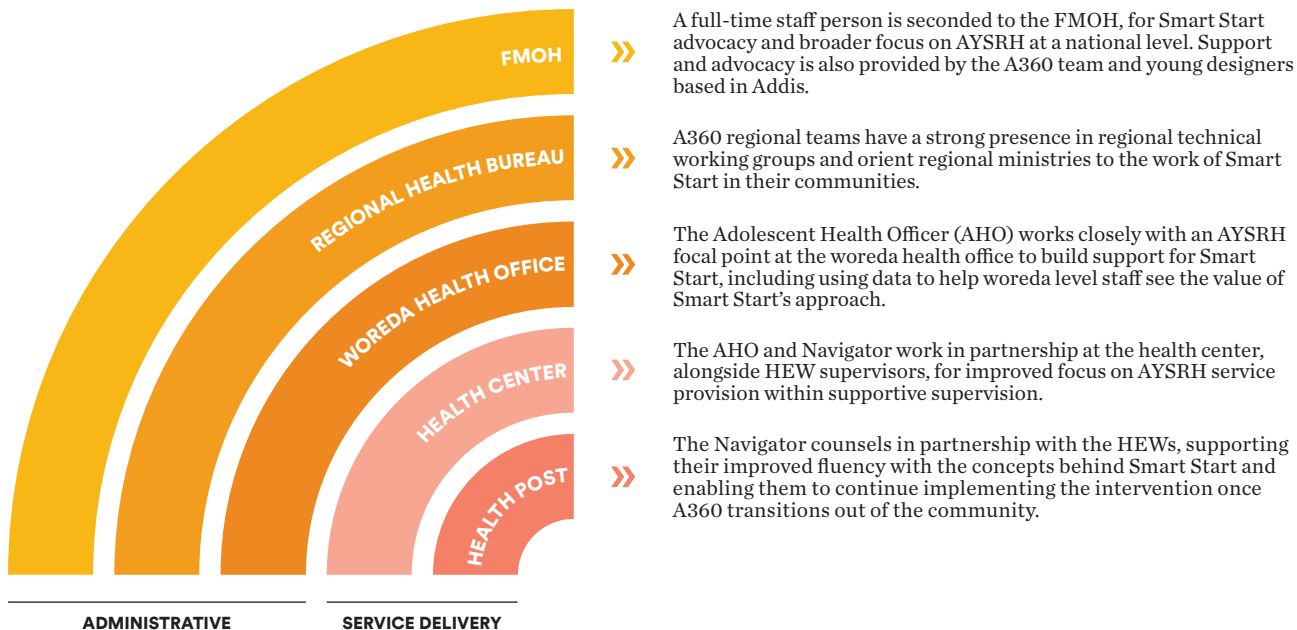 FMOH
A full-time staff person is seconded to the FMOH, for Smart Start
advocacy and broader focus on AYSRH at a national level. Support
and advocacy is also provided by the A360 team and young designers
based in Addis.
REGIONAL HEALTH BUREAU
A360 regional teams have a strong presence in regional technical
working groups and orient regional ministries to the work of Smart
Start in their communities.
WOREDA HEALTH OFFICE
The Adolescent Health Officer (AHO) works closely with an AYSRH
focal point at the woreda health office to build support for Smart
Start, including using data to help woreda level staff see the value of
Smart Start’s approach.
HEALTH CENTER
The AHO and Navigator work in partnership at the health center,
alongside HEW supervisors, for improved focus on AYSRH service
provision within supportive supervision.
HEALTH POST
The Navigator counsels in partnership with the HEWs, supporting
their improved fluency with the concepts behind Smart Start and
enabling them to continue implementing the intervention once
A360 transitions out of the community.
ADMINISTRATIVE
SERVICE DELIVERY